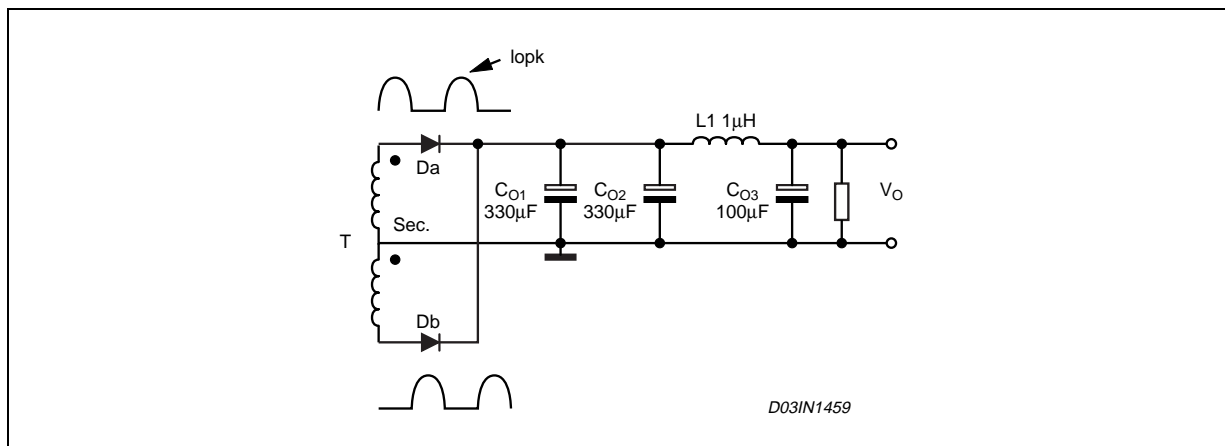 Iopk
L1 1µH
Da
CO1
330µF
CO2
330µF
CO3
100µF
VO
Sec.
T
Db
D03IN1459